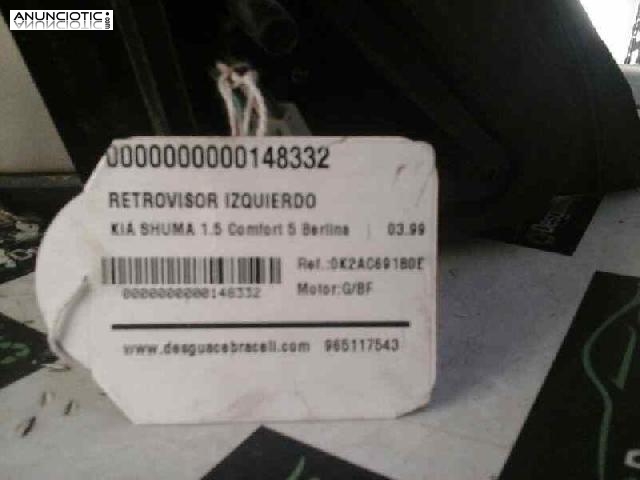 ANUNCIOTIC.com
0000000000148332
RETROVISOR IZQUIERDO
KIA SHUMA 1.5 Comfort 5 Berlina | 03.99
Ref.:0K2AC69180E
0000000000148332
Motor:G/BF
www.desguacebraceli.com 965117543